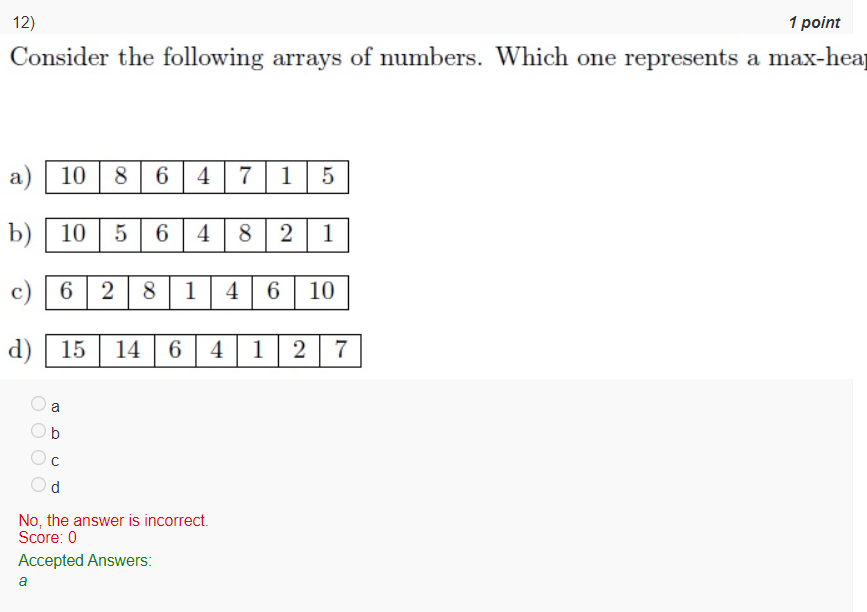 12) 1 point
Consider the following arrays of numbers. Which one represents a max-hea
a) 10 8 6 4 7 1 5
b) 10 5 6 4 8 2 1
c) 6 2 8 1 4 6 10
d) 15 14 6 4 1 2 7
a
b
c
d
No, the answer is incorrect.
Score: 0
Accepted Answers:
a